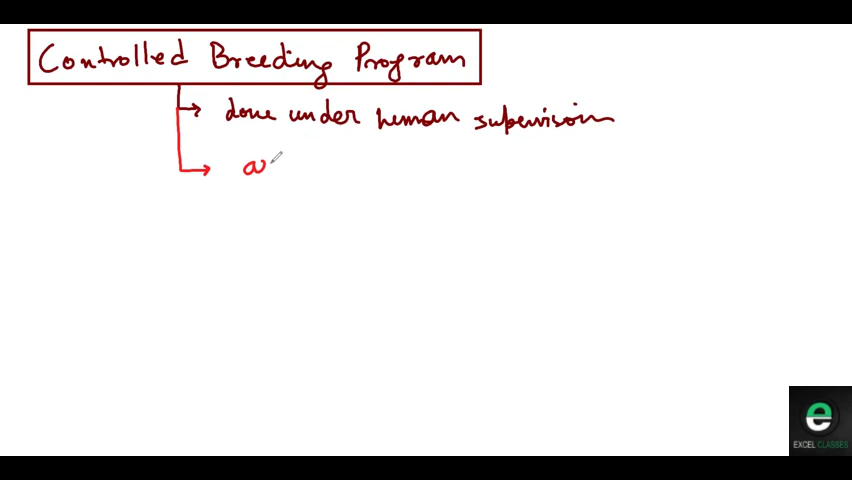 Controlled Breeding Program
done under human supervision
a
e
EXCEL CLASSES